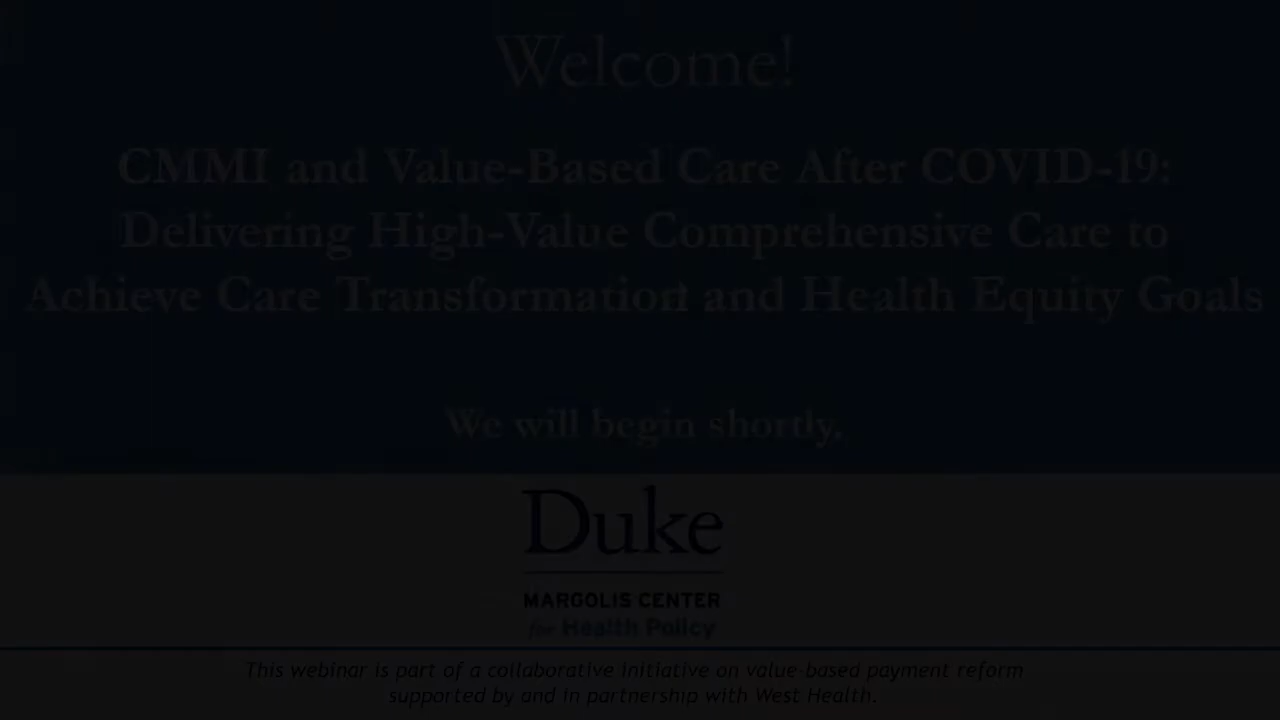 Welcome!
CMMI and Value-Based Care After COVID-19:
Delivering High-Value Comprehensive Care to
Achieve Care Transformation and Health Equity Goals
We will begin shortly.
Duke
MARGOLIS CENTER
for Health Policy
This webinar is part of a collaborative initiative on value-based payment reform
supported by and in partnership with West Health.